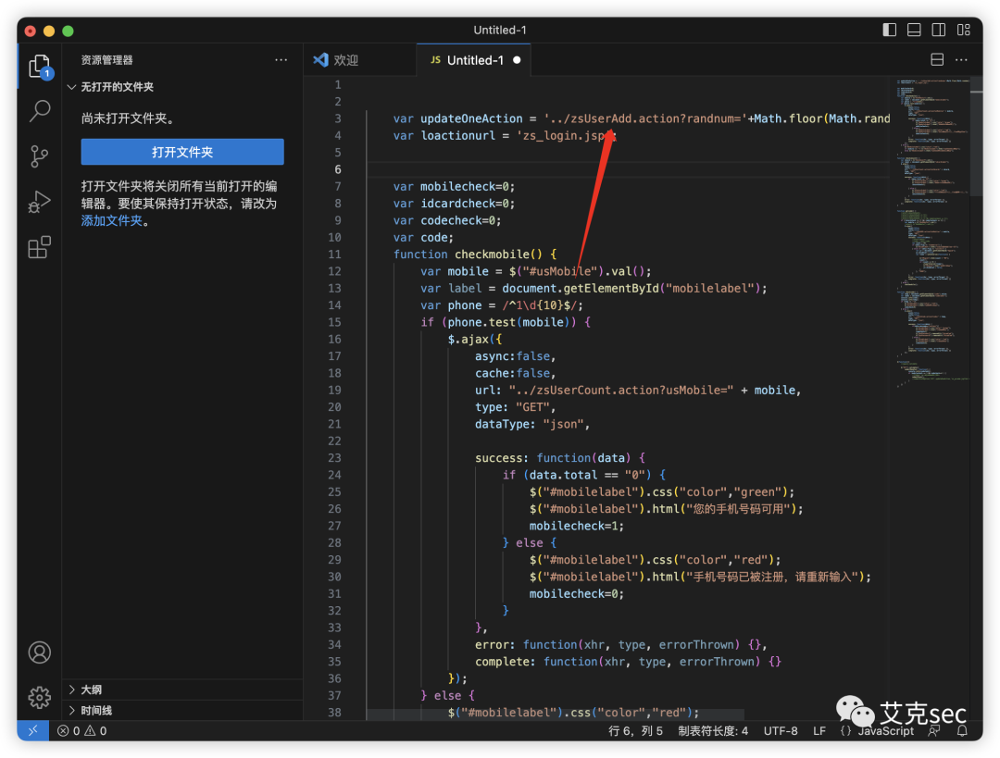 Untitled-1
资源管理器
欢迎
JS Untitled-1
1
无打开的文件夹
尚未打开文件夹。
打开文件夹
打开文件夹将关闭所有当前打开的编
辑器。要使其保持打开状态，请改为
添加文件夹。
大纲
时间线
1
2
3 var updateOneAction = '../zsUserAdd.action?randnum='+Math.floor(Math.rand
4 var loactionurl = 'zs_login.jsp';
5
6
7 var mobilecheck=0;
8 var idcardcheck=0;
9 var codecheck=0;
10 var code;
11 function checkmobile() {
12 var mobile = $("#usMobile").val();
13 var label = document.getElementById("mobilelabel");
14 var phone = /^1\d{10}$/;
15 if (phone.test(mobile)) {
16 $.ajax({
17 async:false,
18 cache:false,
19 url: "../zsUserCount.action?usMobile=" + mobile,
20 type: "GET",
21 dataType: "json",
22
23 success: function(data) {
24 if (data.total == "0") {
25 $("#mobilelabel").css("color","green");
26 $("#mobilelabel").html("您的手机号码可用");
27 mobilecheck=1;
28 } else {
29 $("#mobilelabel").css("color","red");
30 $("#mobilelabel").html("手机号码已被注册，请重新输入");
31 mobilecheck=0;
32 }
33 },
34 error: function(xhr, type, errorThrown) {},
35 complete: function(xhr, type, errorThrown) {}
36 });
37 } else {
38 $("#mobilelabel").css("color","red");
艾克sec
0 0
行 6，列 5 制表符长度: 4 UTF-8 LF {} JavaScript